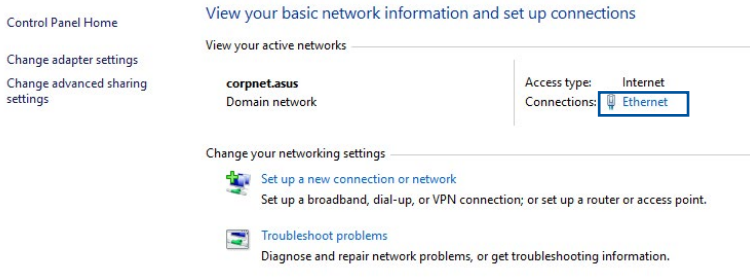 Control Panel Home
Change adapter settings
Change advanced sharing
settings
View your basic network information and set up connections
View your active networks
corpnet.asus
Domain network
Access type: Internet
Connections: Ethernet
Change your networking settings
Set up a new connection or network
Set up a broadband, dial-up, or VPN connection; or set up a router or access point.
Troubleshoot problems
Diagnose and repair network problems, or get troubleshooting information.